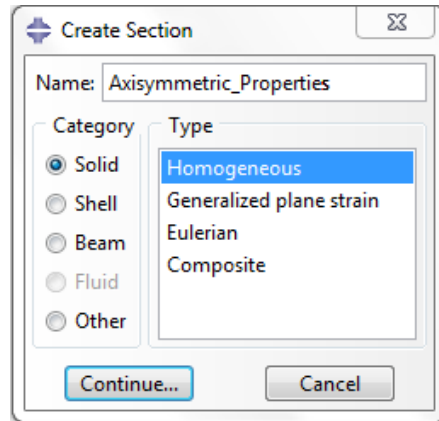 Create Section
Name: Axisymmetric_Properties
Category
Type
Solid
Shell
Beam
Fluid
Other
Homogeneous
Generalized plane strain
Eulerian
Composite
Continue...
Cancel